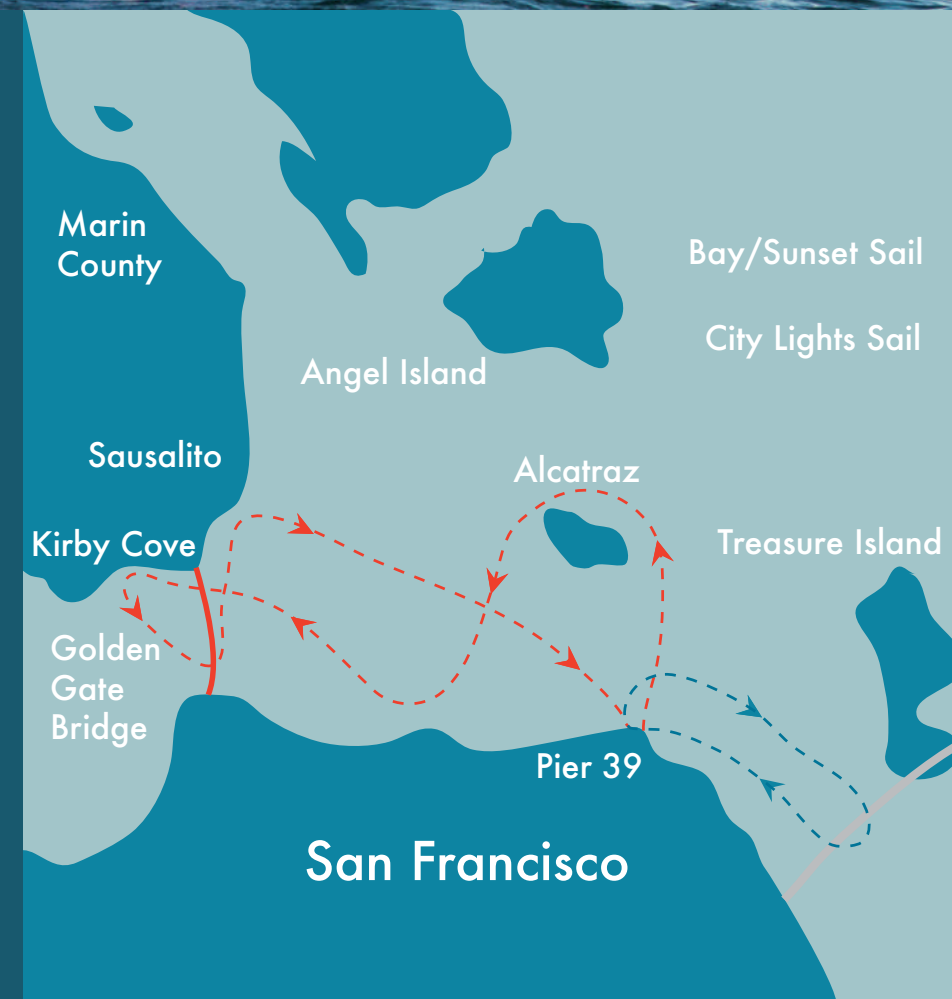 Marin
County
Bay/Sunset Sail
City Lights Sail
Angel Island
Sausalito
Alcatraz
Kirby Cove
Treasure Island
Golden
Gate
Bridge
Pier 39
San Francisco